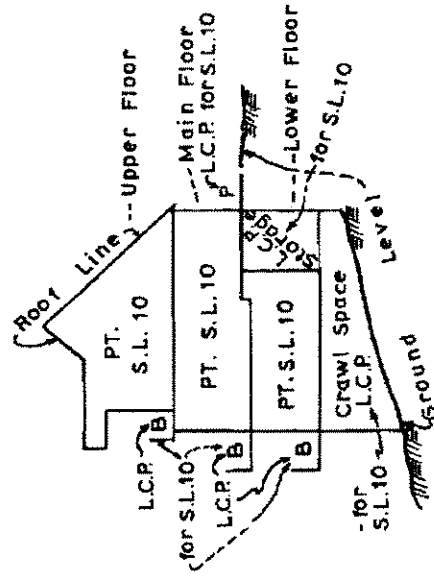 Roof Line
--Upper Floor
PT.
S.L. 10
--Main Floor
L.C.P. for S.L.10
P
PT. S.L. 10
B
L.C.P.
for S.L.10
B
L.C.P.
B
--Lower Floor
for S.L.10
L.C.P.
Storage
PT. S.L. 10
Crawl Space
L.C.P.
-for
S.L.10
Ground
Level